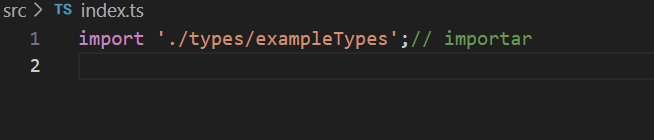 src > TS index.ts
1 import './types/exampleTypes';// importar
2